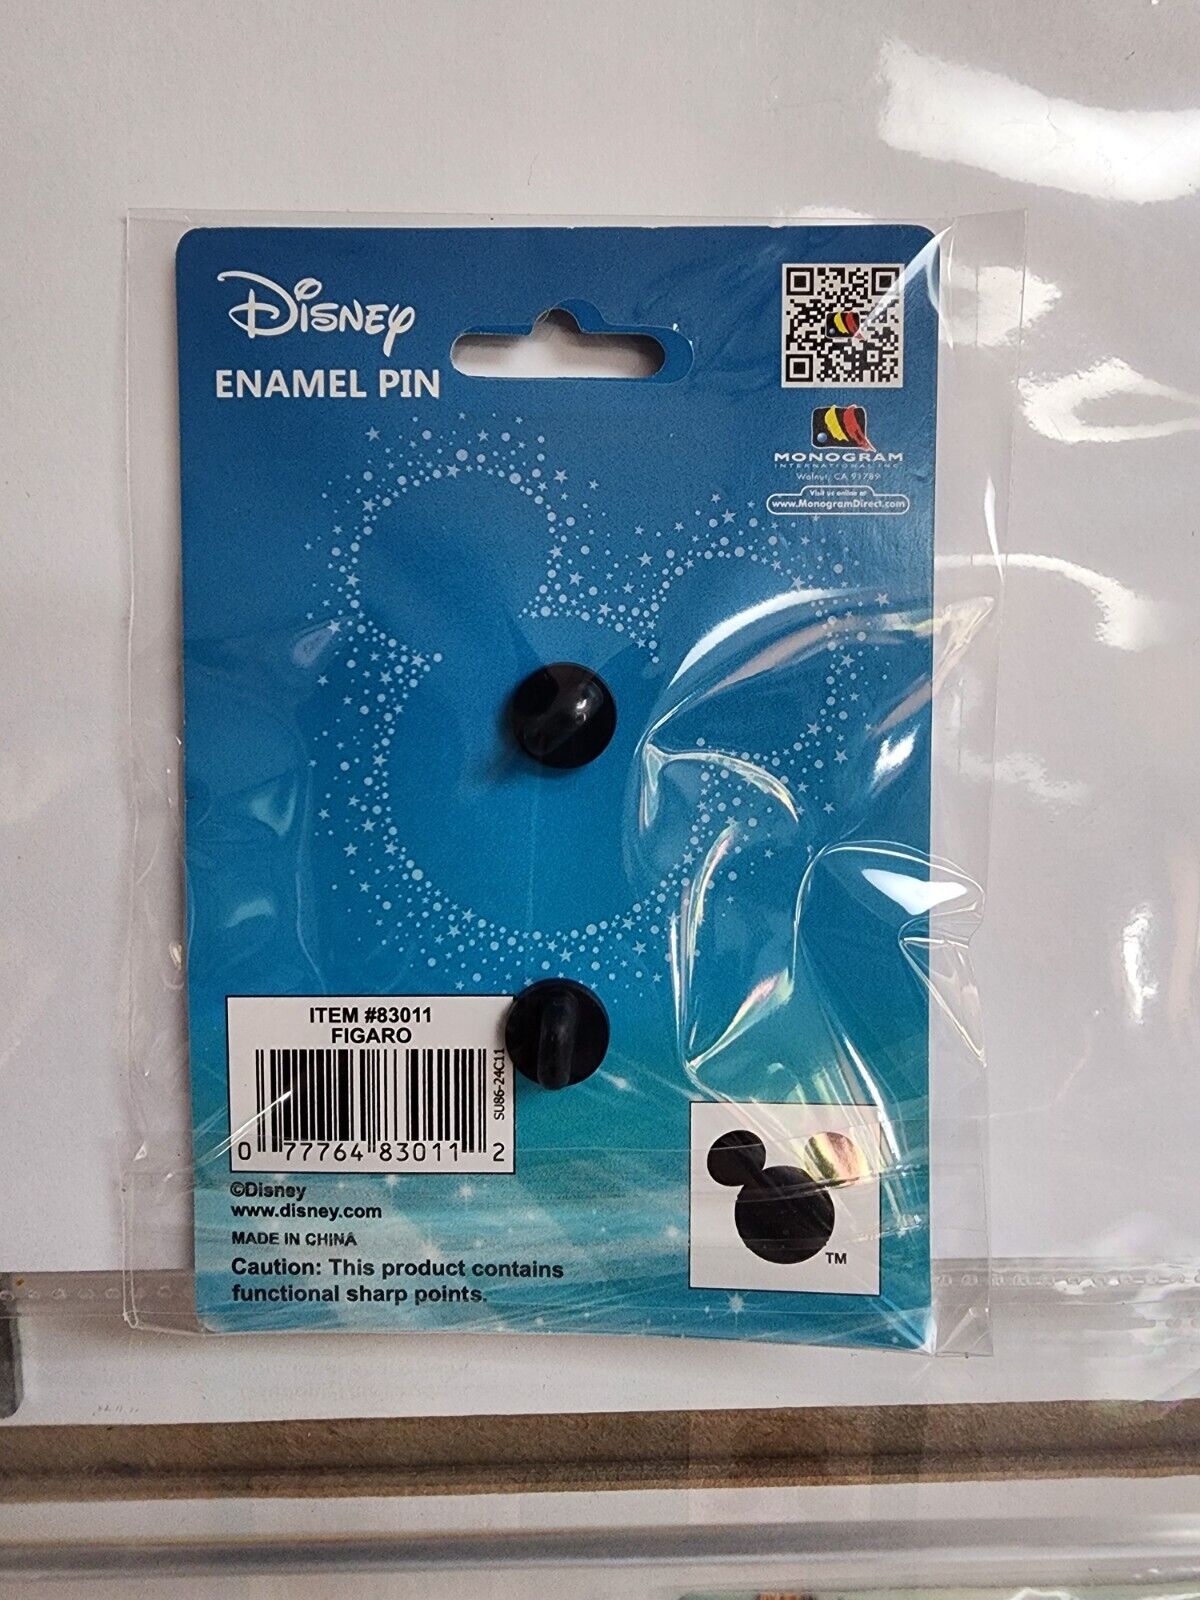 Disney
ENAMEL PIN
MONOGRAM
INTERNATIONAL INC.
Walnut, CA 91789
Visit us online at
www.MonogramDirect.com
ITEM #83011
FIGARO
SU86-24C11
0 77764 83011 2
©Disney
www.disney.com
MADE IN CHINA
Caution: This product contains
functional sharp points.
TM